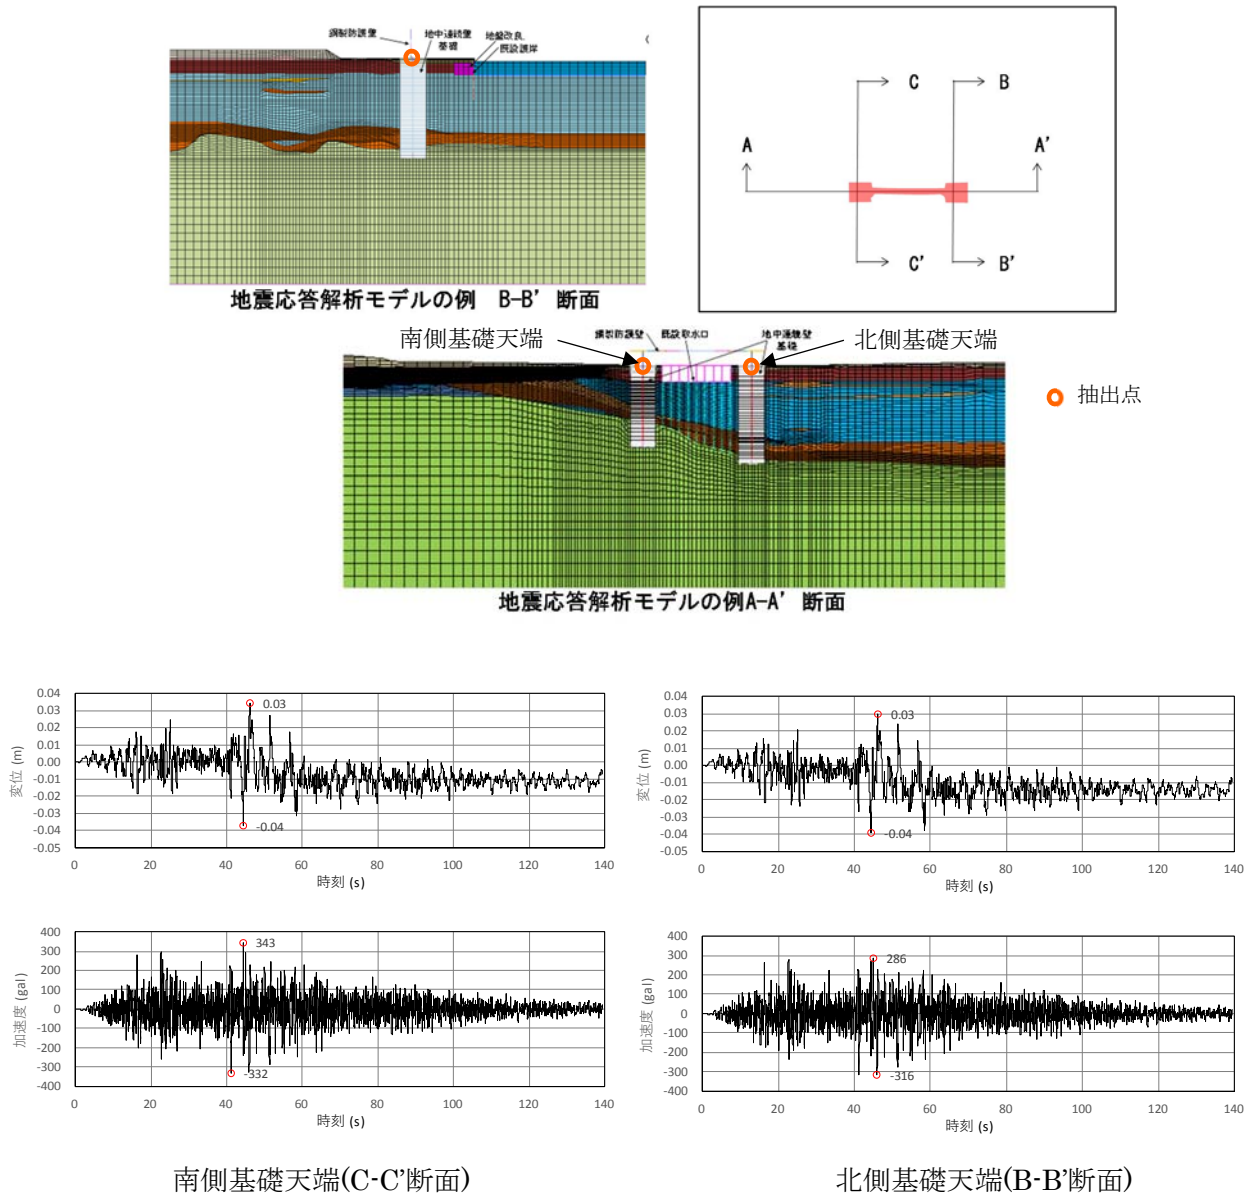 鋼製防護壁
地中連続壁
基礎
地盤改良
既設護岸
地震応答解析モデルの例 B-B’ 断面
C
B
A
A’
C’
B’
南側基礎天端
鋼製防護壁
既設取水口
地中連続壁
基礎
北側基礎天端
抽出点
地震応答解析モデルの例A-A’ 断面
変位 (m)
0.04
0.03
0.02
0.01
0.00
-0.01
-0.02
-0.03
-0.04
-0.05
0.03
-0.04
0 20 40 60 80 100 120 140
時刻 (s)
変位 (m)
0.04
0.03
0.02
0.01
0.00
-0.01
-0.02
-0.03
-0.04
-0.05
0.03
-0.04
0 20 40 60 80 100 120 140
時刻 (s)
加速度 (gal)
400
300
200
100
0
-100
-200
-300
-400
343
-332
0 20 40 60 80 100 120 140
時刻 (s)
加速度 (gal)
400
300
200
100
0
-100
-200
-300
-400
286
-316
0 20 40 60 80 100 120 140
時刻 (s)
南側基礎天端(C-C’断面)
北側基礎天端(B-B’断面)